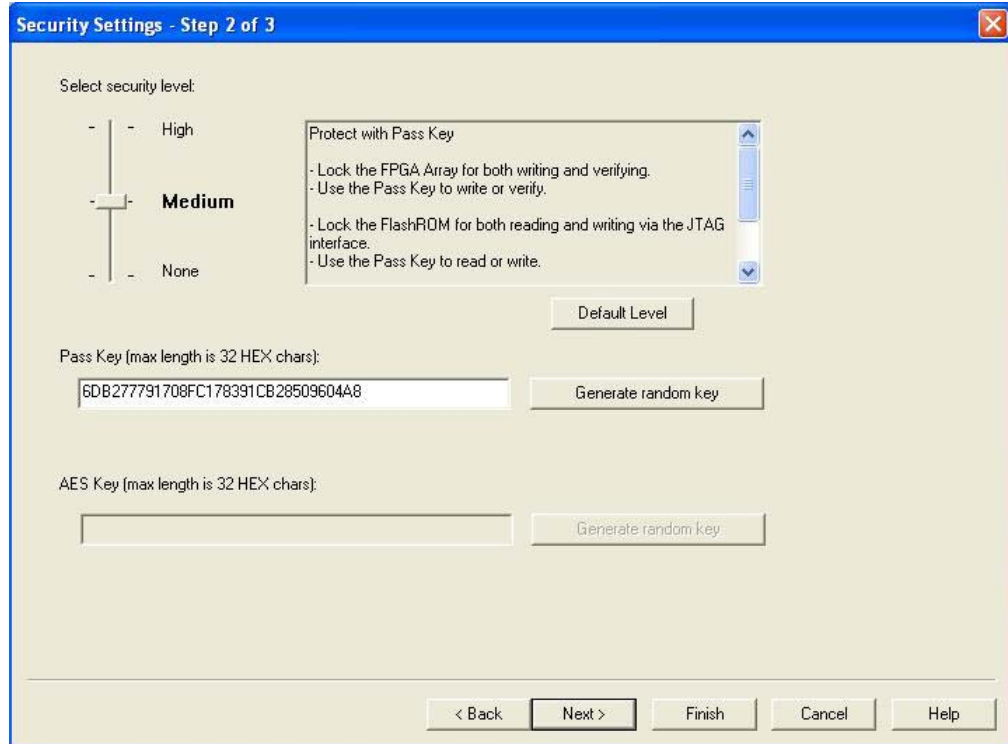 Security Settings - Step 2 of 3
Select security level:
High
Medium
None
Protect with Pass Key
- Lock the FPGA Array for both writing and verifying.
- Use the Pass Key to write or verify.
- Lock the FlashROM for both reading and writing via the JTAG
interface.
- Use the Pass Key to read or write.
Default Level
Pass Key (max length is 32 HEX chars):
6DB277791708FC178391CB28509604A8
Generate random key
AES Key (max length is 32 HEX chars):
Generate random key
< Back
Next >
Finish
Cancel
Help